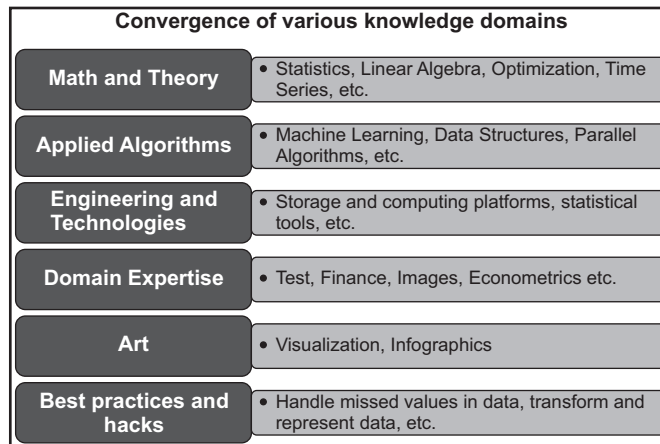 Convergence of various knowledge domains
Math and Theory
• Statistics, Linear Algebra, Optimization, Time
Series, etc.
Applied Algorithms
• Machine Learning, Data Structures, Parallel
Algorithms, etc.
Engineering and
Technologies
• Storage and computing platforms, statistical
tools, etc.
Domain Expertise
• Test, Finance, Images, Econometrics etc.
Art
• Visualization, Infographics
Best practices and
hacks
• Handle missed values in data, transform and
represent data, etc.